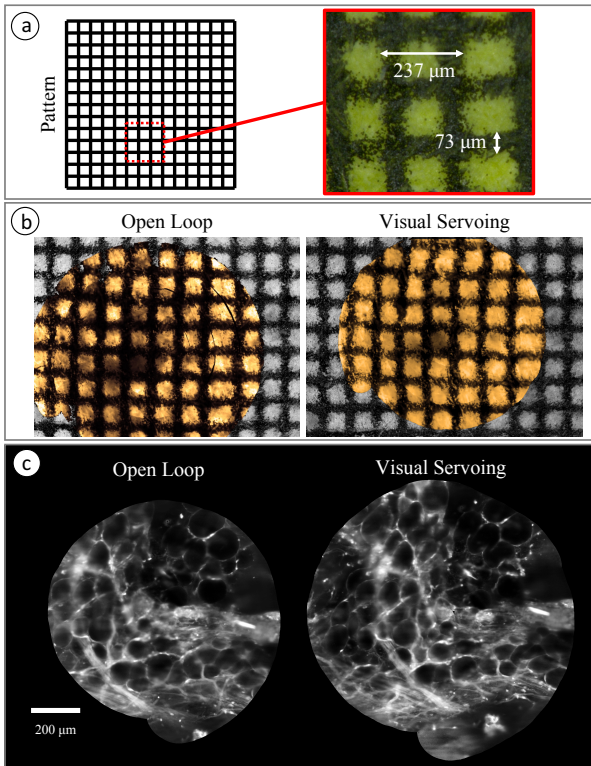 a
Pattern
237 μm
73 μm
b
Open Loop
Visual Servoing
c
Open Loop
Visual Servoing
200 μm